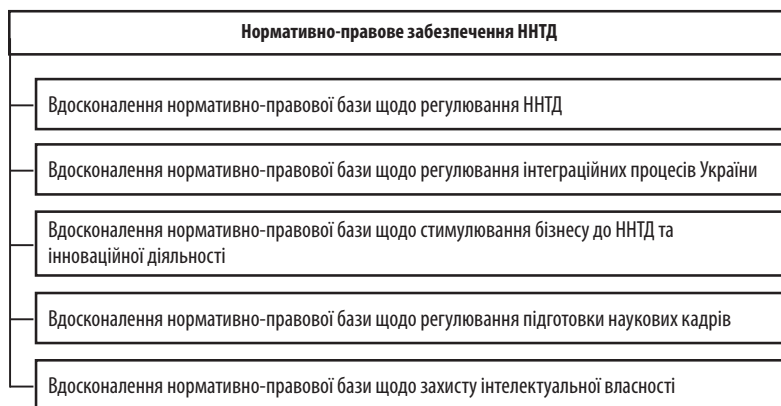 Нормативно-правове забезпечення ННТД
Вдосконалення нормативно-правової бази щодо регулювання ННТД
Вдосконалення нормативно-правової бази щодо регулювання інтеграційних процесів України
Вдосконалення нормативно-правової бази щодо стимулювання бізнесу до ННТД та
інноваційної діяльності
Вдосконалення нормативно-правової бази щодо регулювання підготовки наукових кадрів
Вдосконалення нормативно-правової бази щодо захисту інтелектуальної власності